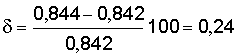 δ = (0,844 – 0,842) / 0,842 100 = 0,24